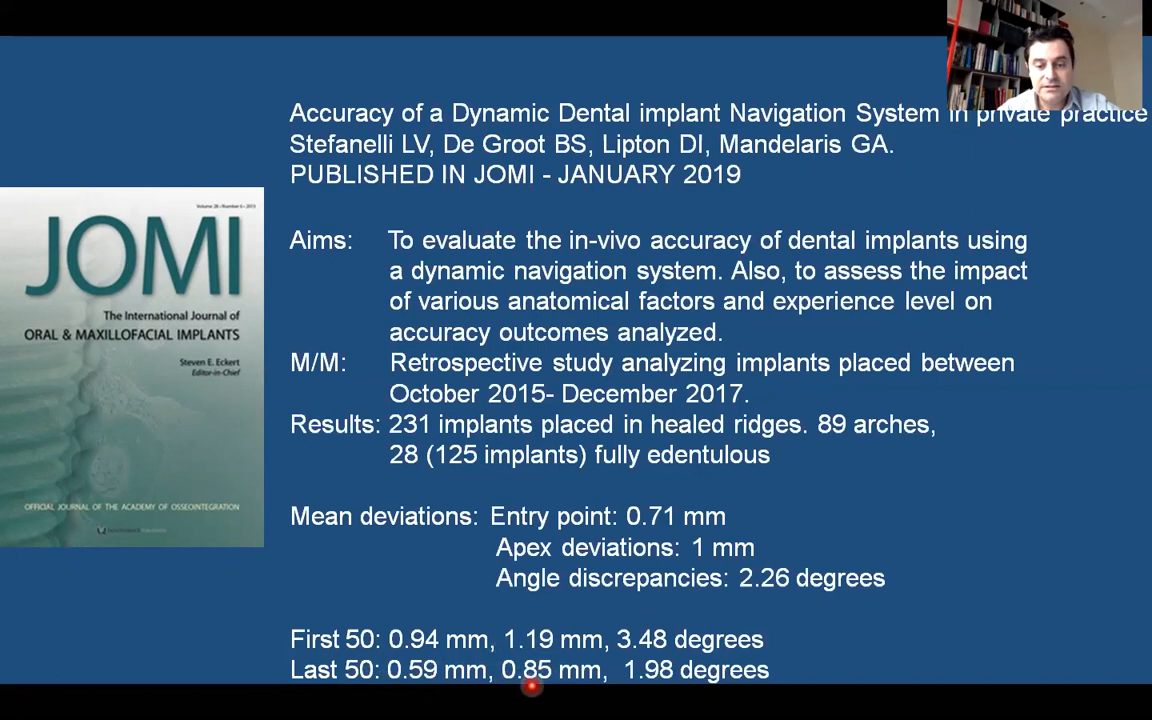 Accuracy of a Dynamic Dental implant Navigation System in private practice
Stefanelli LV, De Groot BS, Lipton DI, Mandelaris GA.
PUBLISHED IN JOMI - JANUARY 2019
Aims: To evaluate the in-vivo accuracy of dental implants using
a dynamic navigation system. Also, to assess the impact
of various anatomical factors and experience level on
accuracy outcomes analyzed.
M/M: Retrospective study analyzing implants placed between
October 2015- December 2017.
Results: 231 implants placed in healed ridges. 89 arches,
28 (125 implants) fully edentulous
Mean deviations: Entry point: 0.71 mm
Apex deviations: 1 mm
Angle discrepancies: 2.26 degrees
First 50: 0.94 mm, 1.19 mm, 3.48 degrees
Last 50: 0.59 mm, 0.85 mm, 1.98 degrees
JOMI
The International Journal of
ORAL & MAXILLOFACIAL IMPLANTS
Steven E. Eckert
Editor-in-Chief
OFFICIAL JOURNAL OF THE ACADEMY OF OSSEOINTEGRATION